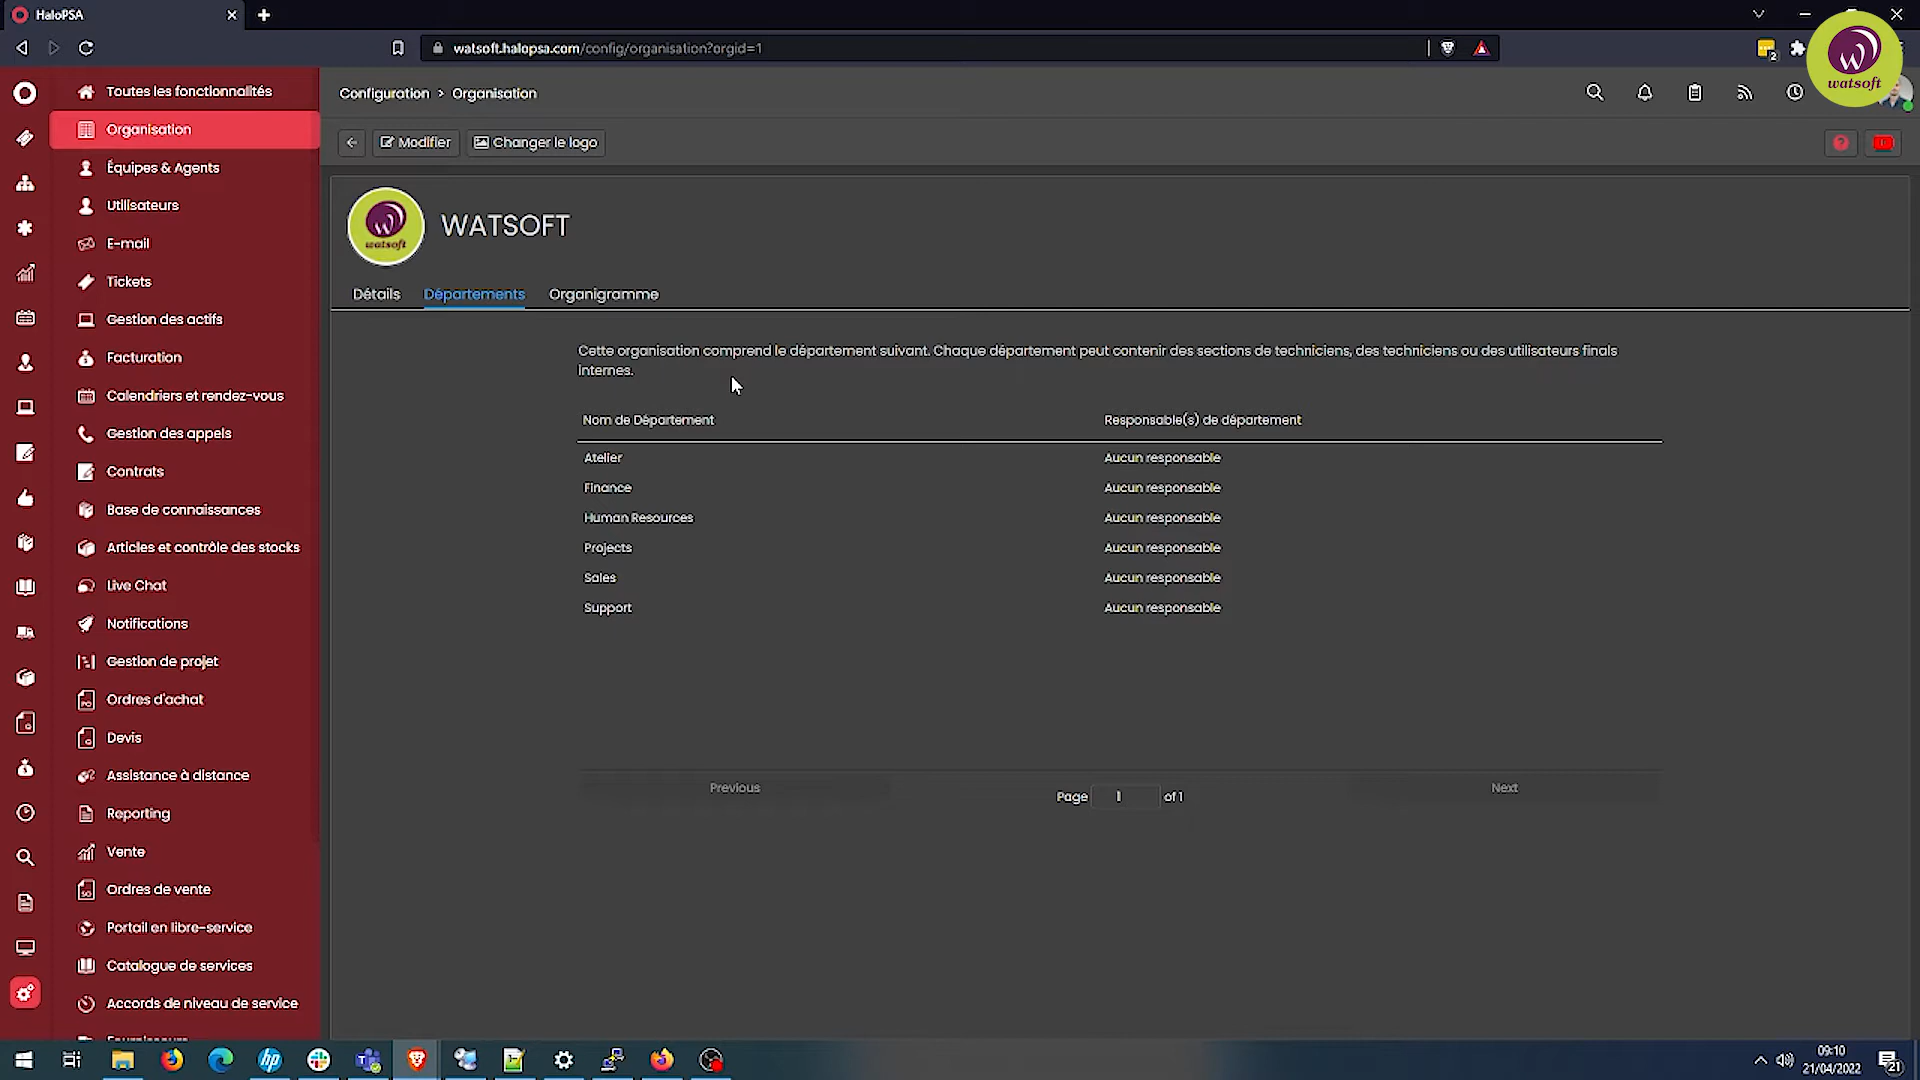 HaloPSA
watsoft.halopsa.com/config/organisation?orgid=1
2
watsoft
Toutes les fonctionnalités
Organisation
Équipes & Agents
Utilisateurs
E-mail
Tickets
Gestion des actifs
Facturation
Calendriers et rendez-vous
Gestion des appels
Contrats
Base de connaissances
Articles et contrôle des stocks
Live Chat
Notifications
Gestion de projet
Ordres d'achat
Devis
Assistance à distance
Reporting
Vente
Ordres de vente
Portail en libre-service
Catalogue de services
Accords de niveau de service
Fournisseurs
Configuration > Organisation
Modifier
Changer le logo
watsoft
WATSOFT
Détails Départements Organigramme
Cette organisation comprend le département suivant. Chaque département peut contenir des sections de techniciens, des techniciens ou des utilisateurs finals
internes.
Nom de Département Responsable(s) de département
Atelier Aucun responsable
Finance Aucun responsable
Human Resources Aucun responsable
Projects Aucun responsable
Sales Aucun responsable
Support Aucun responsable
Previous Page 1 of 1 Next
09:10
21/04/2022
21